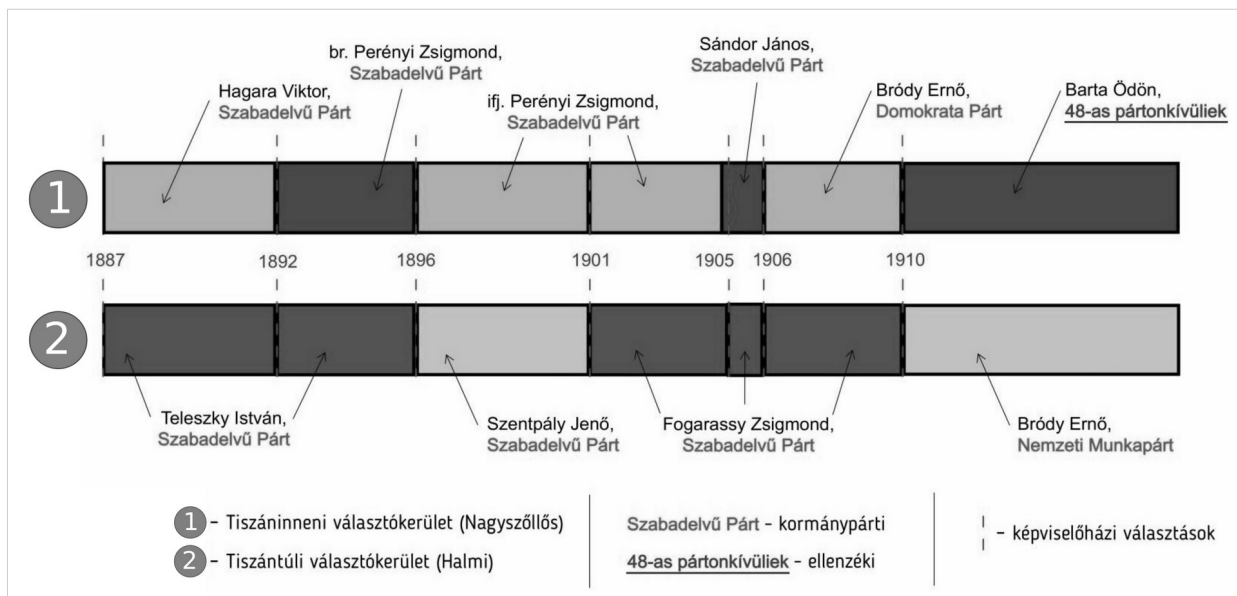 br. Perényi Zsigmond,
Szabadelvű Párt
Sándor János,
Szabadelvű Párt
Hagara Viktor,
Szabadelvű Párt
ifj. Perényi Zsigmond,
Szabadelvű Párt
Bródy Ernő,
Domokrata Párt
Barta Ödön,
48-as pártonkívüliek
1
1887 1892 1896 1901 1905 1906 1910
2
Teleszky István,
Szabadelvű Párt
Szentpály Jenő,
Szabadelvű Párt
Fogarassy Zsigmond,
Szabadelvű Párt
Bródy Ernő,
Nemzeti Munkapárt
1 - Tiszáninneni választókerület (Nagyszőllős)
2 - Tiszántúli választókerület (Halmi)
Szabadelvű Párt - kormánypárti
48-as pártonkívüliek - ellenzéki
- képviselőházi választások